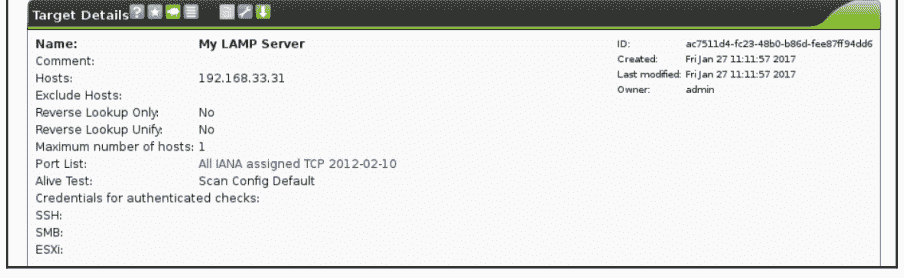 Target Details
Name: My LAMP Server
Comment:
Hosts: 192.168.33.31
Exclude Hosts:
Reverse Lookup Only: No
Reverse Lookup Unify: No
Maximum number of hosts: 1
Port List: All IANA assigned TCP 2012-02-10
Alive Test: Scan Config Default
Credentials for authenticated checks:
SSH:
SMB:
ESXi:
ID: ac7511d4-fc23-48b0-b86d-fee87ff94dd6
Created: Fri Jan 27 11:11:57 2017
Last modified: Fri Jan 27 11:11:57 2017
Owner: admin